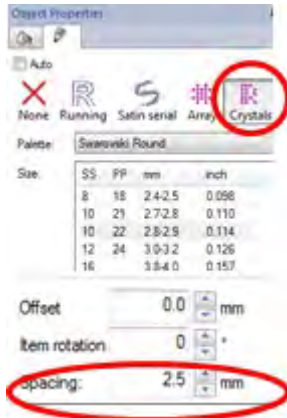 Object Properties
Auto
None Running Satin serial Array Crystals
Palette: Swarovski Round
Size: SS PP mm inch
8 18 2.4-2.5 0.098
10 21 2.7-2.8 0.110
10 22 2.8-2.9 0.114
12 24 3.0-3.2 0.126
16 3.8-4.0 0.157
Offset 0.0 mm
Item rotation 0 °
Spacing: 2.5 mm